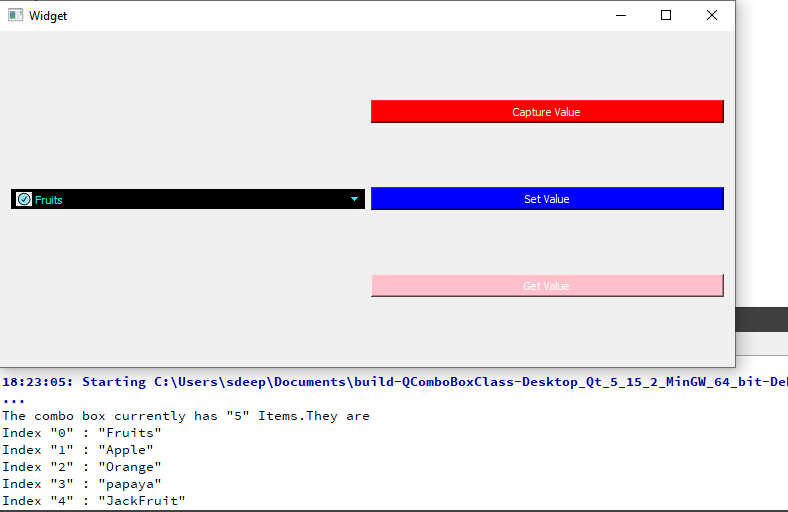 Widget
Capture Value
Fruits
Set Value
Get Value
18:23:05: Starting C:\Users\sdeep\Documents\build-QComboBoxClass-Desktop_Qt_5_15_2_MinGW_64_bit-De
...
The combo box currently has "5" Items.They are
Index "0" : "Fruits"
Index "1" : "Apple"
Index "2" : "Orange"
Index "3" : "papaya"
Index "4" : "JackFruit"